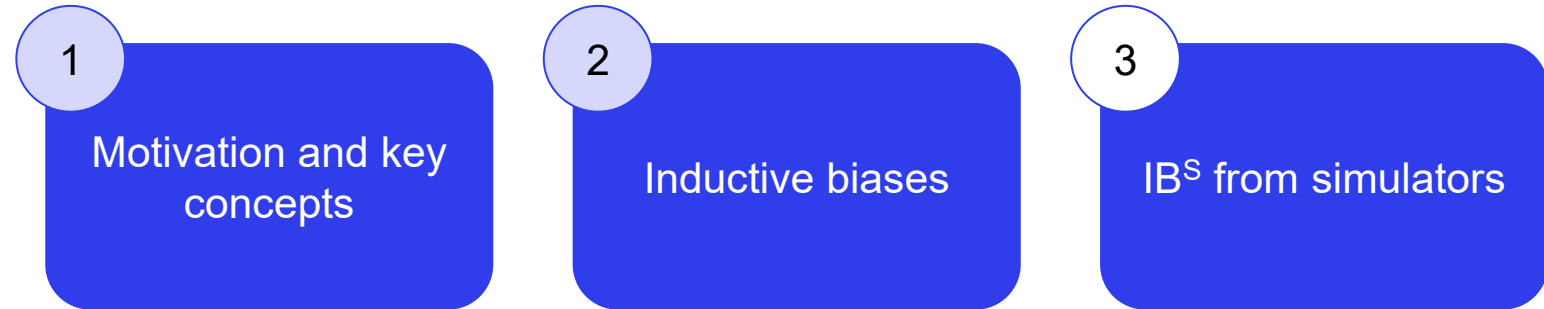 1
Motivation and key
concepts
2
Inductive biases
3
IBS from simulators